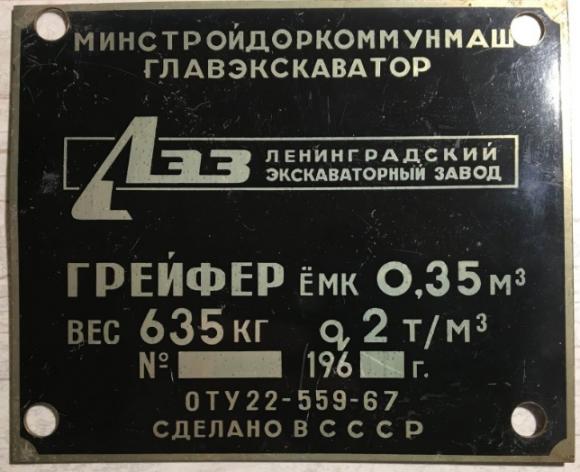 МИНСТРОЙДОРКОММУНМАШ
ГЛАВЭКСКАВАТОР
ЛЭЗ ЛЕНИНГРАДСКИЙ
ЭКСКАВАТОРНЫЙ ЗАВОД
ГРЕЙФЕР ЁМК 0,35 м³
ВЕС 635 КГ q 2 Т/М³
№ 196 г.
ОТУ22-559-67
СДЕЛАНО В СССР